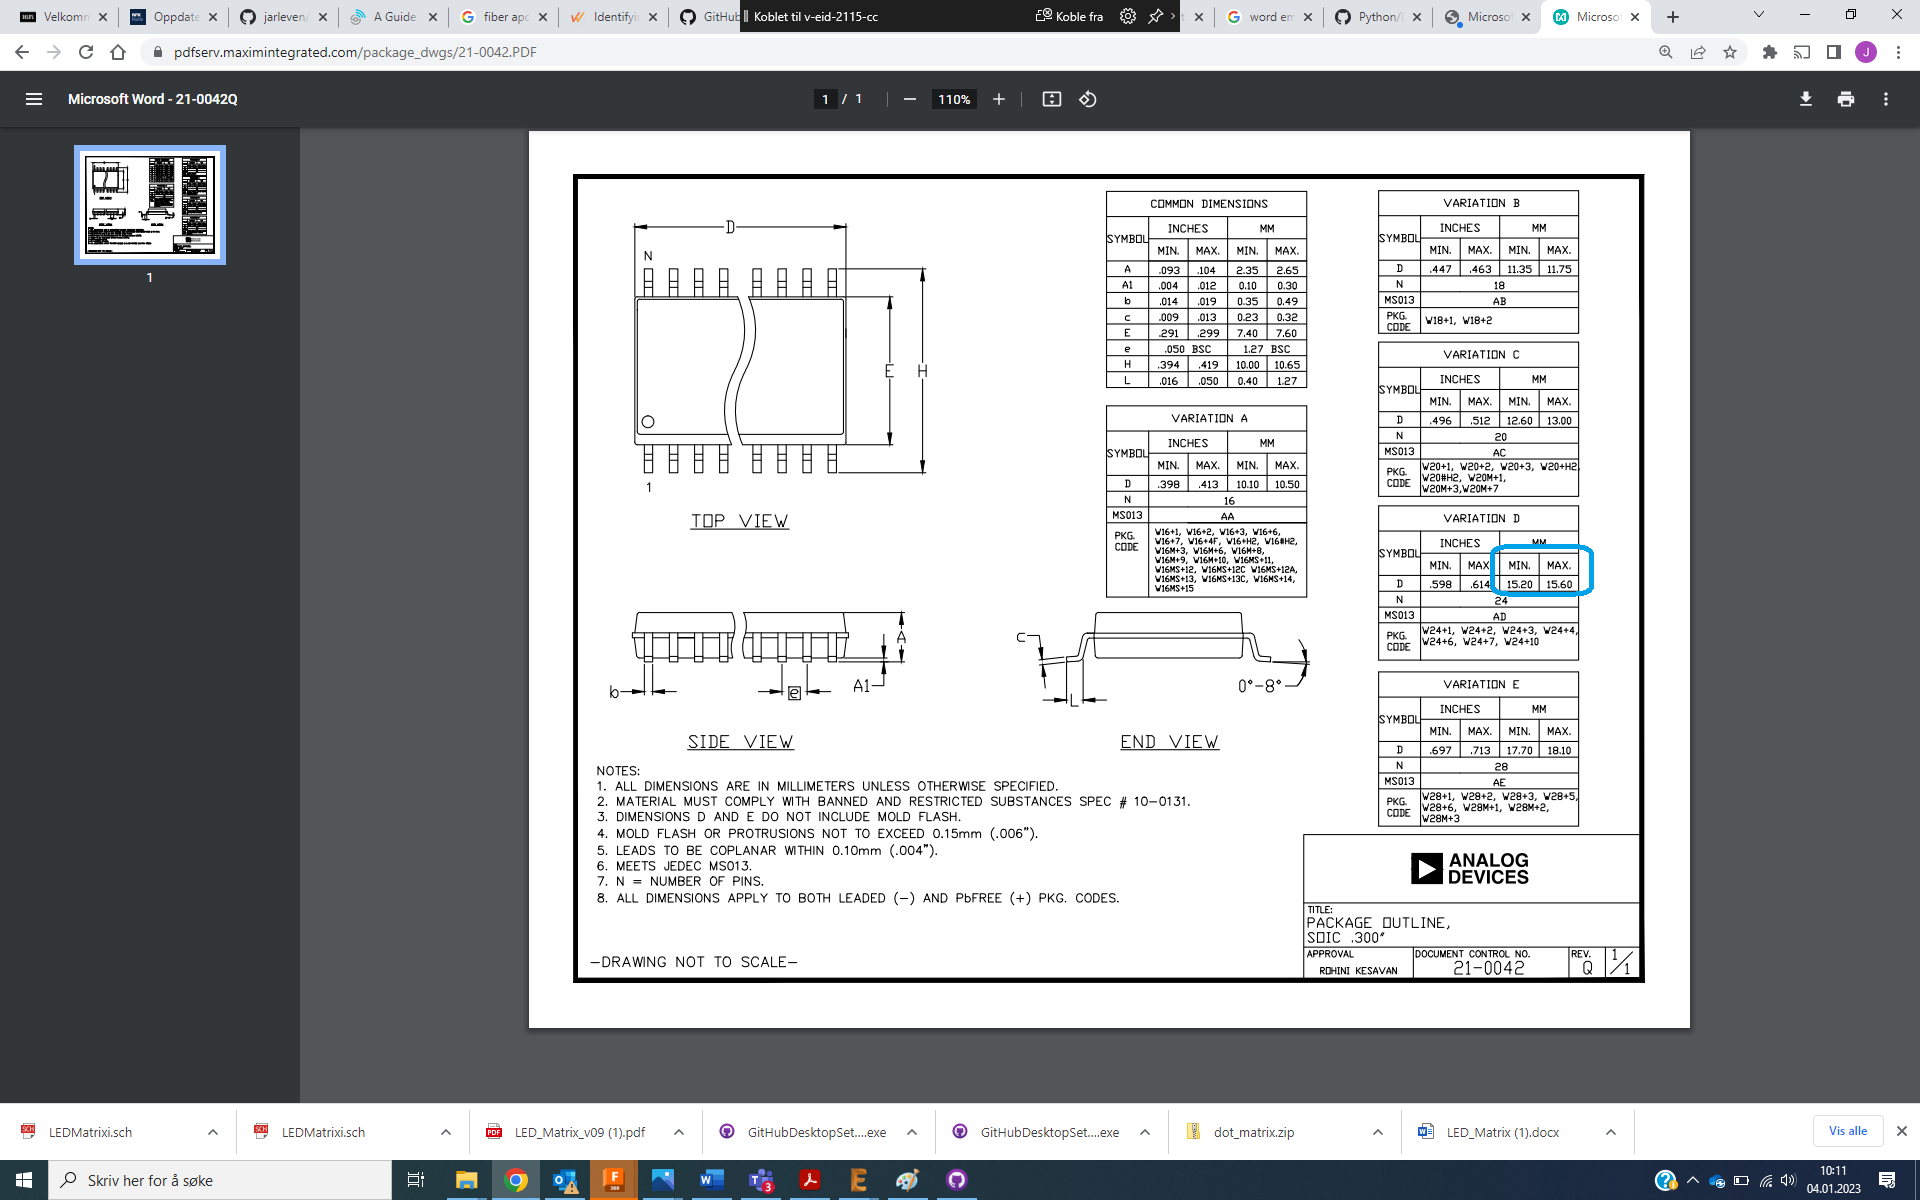 Velkomn
Oppdate
jarleven/
A Guide
fiber apc
Identifyi
GitHub
Koblet til v-eid-2115-cc
Koble fra
word em
Python/
Microsof
Microsof
pdfserv.maximintegrated.com/package_dwgs/21-0042.PDF
J
Microsoft Word - 21-0042Q
1 / 1
110%
1
D
N
E
H
1
TOP VIEW
COMMON DIMENSIONS
SYMBOL INCHES MM
MIN. MAX. MIN. MAX.
A .093 .104 2.35 2.65
A1 .004 .012 0.10 0.30
b .014 .019 0.35 0.49
c .009 .013 0.23 0.32
E .291 .299 7.40 7.60
e .050 BSC 1.27 BSC
H .394 .419 10.00 10.65
L .016 .050 0.40 1.27
VARIATION A
SYMBOL INCHES MM
MIN. MAX. MIN. MAX.
D .398 .413 10.10 10.50
N 16
MS013 AA
PKG. CODE
W16+1, W16+2, W16+3, W16+6,
W16+7, W16+4F, W16+H2, W16#H2,
W16M+3, W16M+6, W16M+8,
W16M+9, W16M+10, W16MS+11,
W16MS+12, W16MS+12C W16MS+12A,
W16MS+13, W16MS+13C, W16MS+14,
W16MS+15
VARIATION B
SYMBOL INCHES MM
MIN. MAX. MIN. MAX.
D .447 .463 11.35 11.75
N 18
MS013 AB
PKG. CODE W18+1, W18+2
VARIATION C
SYMBOL INCHES MM
MIN. MAX. MIN. MAX.
D .496 .512 12.60 13.00
N 20
MS013 AC
PKG. CODE
W20+1, W20+2, W20+3, W20+H2,
W20#H2, W20M+1,
W20M+3,W20M+7
VARIATION D
SYMBOL INCHES MM
MIN. MAX MIN. MAX.
D .598 .614 15.20 15.60
N 24
MS013 AD
PKG. CODE
W24+1, W24+2, W24+3, W24+4,
W24+6, W24+7, W24+10
VARIATION E
SYMBOL INCHES MM
MIN. MAX. MIN. MAX.
D .697 .713 17.70 18.10
N 28
MS013 AE
PKG. CODE
W28+1, W28+2, W28+3, W28+5,
W28+6, W28M+1, W28M+2,
W28M+3
A
b
e
A1
SIDE VIEW
c
L
0°-8°
END VIEW
NOTES:
1. ALL DIMENSIONS ARE IN MILLIMETERS UNLESS OTHERWISE SPECIFIED.
2. MATERIAL MUST COMPLY WITH BANNED AND RESTRICTED SUBSTANCES SPEC # 10-0131.
3. DIMENSIONS D AND E DO NOT INCLUDE MOLD FLASH.
4. MOLD FLASH OR PROTRUSIONS NOT TO EXCEED 0.15mm (.006").
5. LEADS TO BE COPLANAR WITHIN 0.10mm (.004").
6. MEETS JEDEC MS013.
7. N = NUMBER OF PINS.
8. ALL DIMENSIONS APPLY TO BOTH LEADED (-) AND PbFREE (+) PKG. CODES.
-DRAWING NOT TO SCALE-
ANALOG
DEVICES
TITLE:
PACKAGE OUTLINE,
SOIC .300"
APPROVAL
ROHINI KESAVAN
DOCUMENT CONTROL NO.
21-0042
REV.
Q
1/1
LEDMatrixi.sch
LEDMatrixi.sch
LED_Matrix_v09 (1).pdf
GitHubDesktopSet....exe
GitHubDesktopSet....exe
dot_matrix.zip
LED_Matrix (1).docx
Vis alle
Skriv her for å søke
10:11
04.01.2023